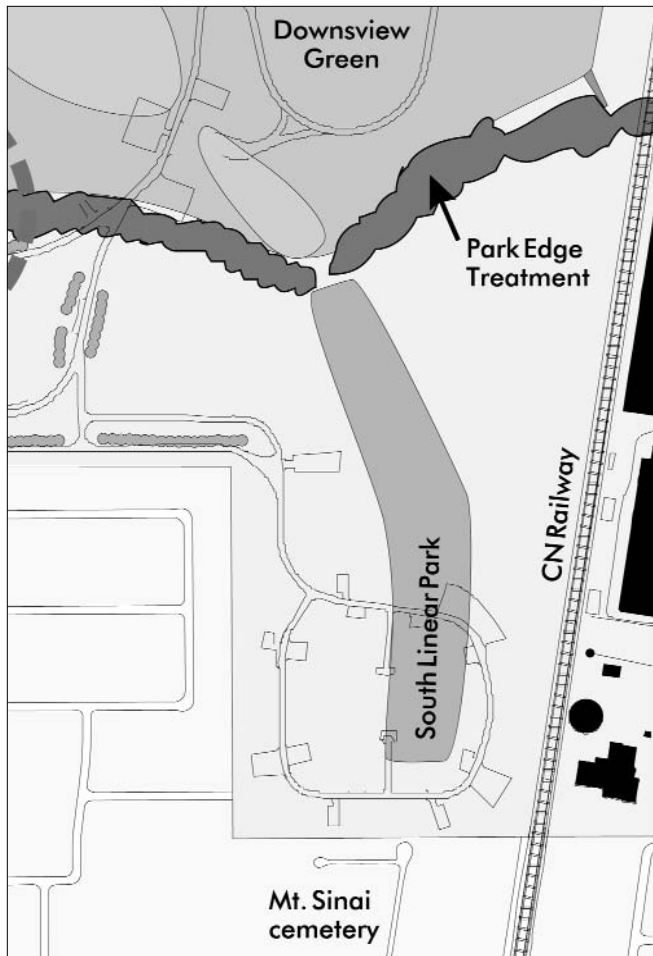 Downsview
Green
Park Edge
Treatment
CN Railway
South Linear Park
Mt. Sinai
cemetery